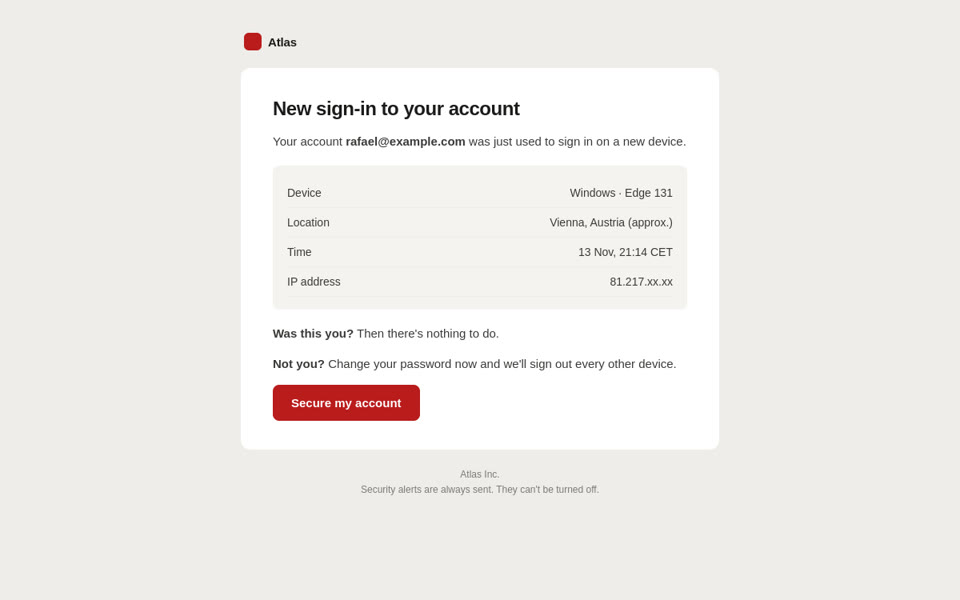 Atlas
New sign-in to your account
Your account rafael@example.com was just used to sign in on a new device.
Device Windows · Edge 131
Location Vienna, Austria (approx.)
Time 13 Nov, 21:14 CET
IP address 81.217.xx.xx
Was this you? Then there's nothing to do.
Not you? Change your password now and we'll sign out every other device.
Secure my account
Atlas Inc.
Security alerts are always sent. They can't be turned off.